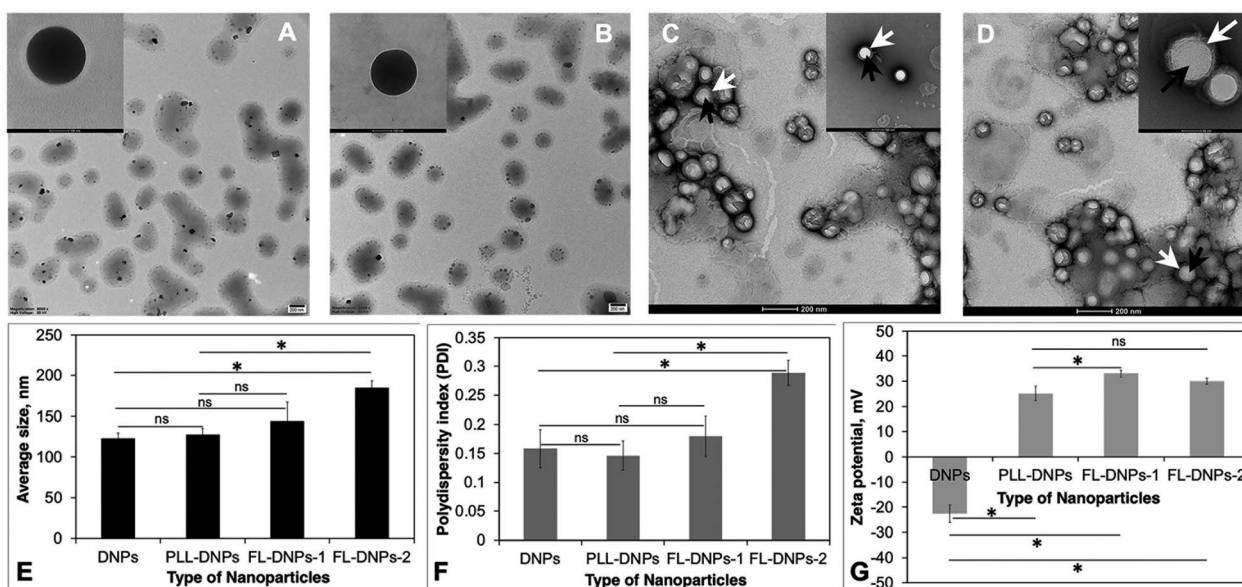 A
B
C
D
200 nm
200 nm
200 nm
200 nm
Average size, nm
250
200
150
100
50
0
*
*
ns
ns
ns
DNPs
PLL-DNPs
FL-DNPs-1
FL-DNPs-2
Type of Nanoparticles
E
Polydispersity index (PDI)
0.35
0.3
0.25
0.2
0.15
0.1
0.05
0
*
*
ns
ns
ns
DNPs
PLL-DNPs
FL-DNPs-1
FL-DNPs-2
Type of Nanoparticles
F
Zeta potential, mV
50
40
30
20
10
0
-10
-20
-30
-40
-50
ns
*
DNPs
PLL-DNPs
FL-DNPs-1
FL-DNPs-2
Type of Nanoparticles
*
*
*
G